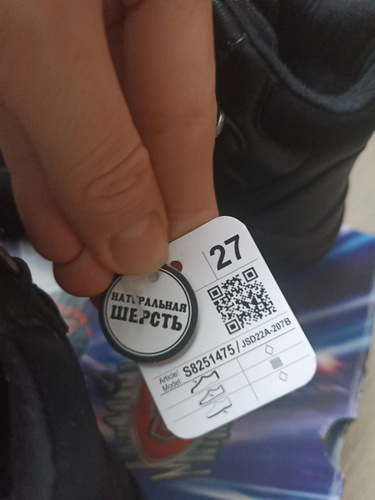 27
НАТУРАЛЬНАЯ
ШЕРСТЬ
Article/
Model
S8251475 / JSD22A-207B